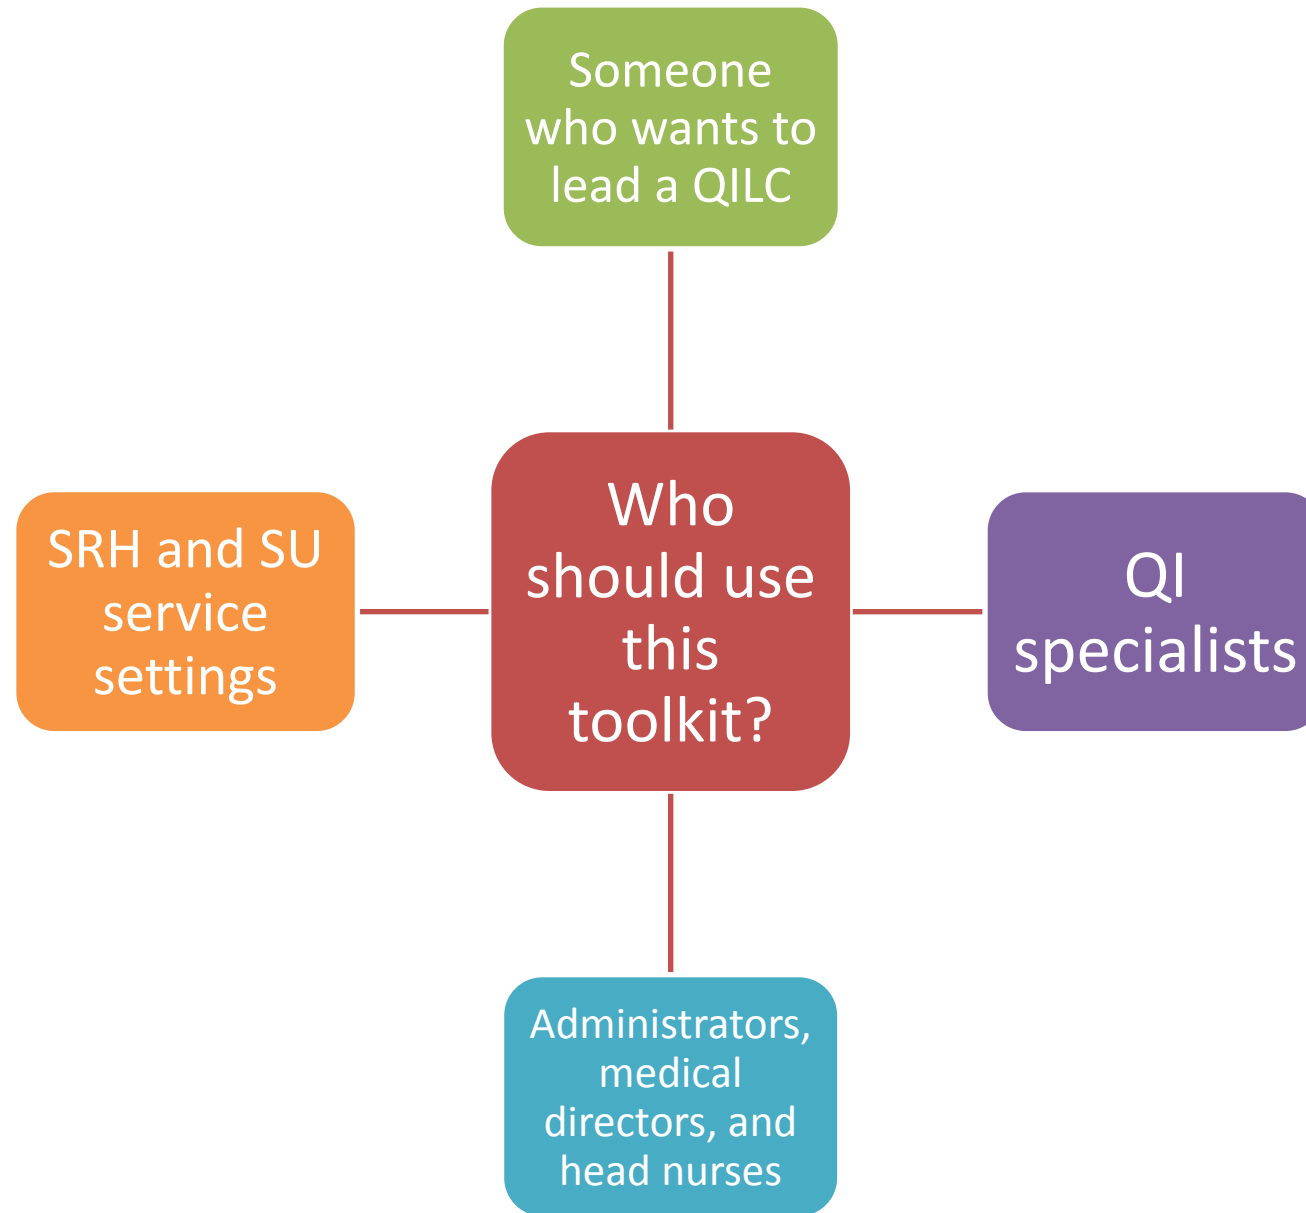 Someone
who wants to
lead a QILC
SRH and SU
service
settings
Who
should use
this
toolkit?
QI
specialists
Administrators,
medical
directors, and
head nurses